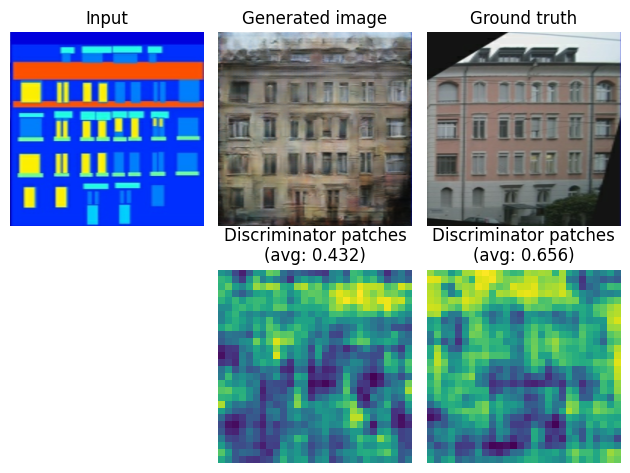 Input
Generated image
Ground truth
Discriminator patches
(avg: 0.432)
Discriminator patches
(avg: 0.656)